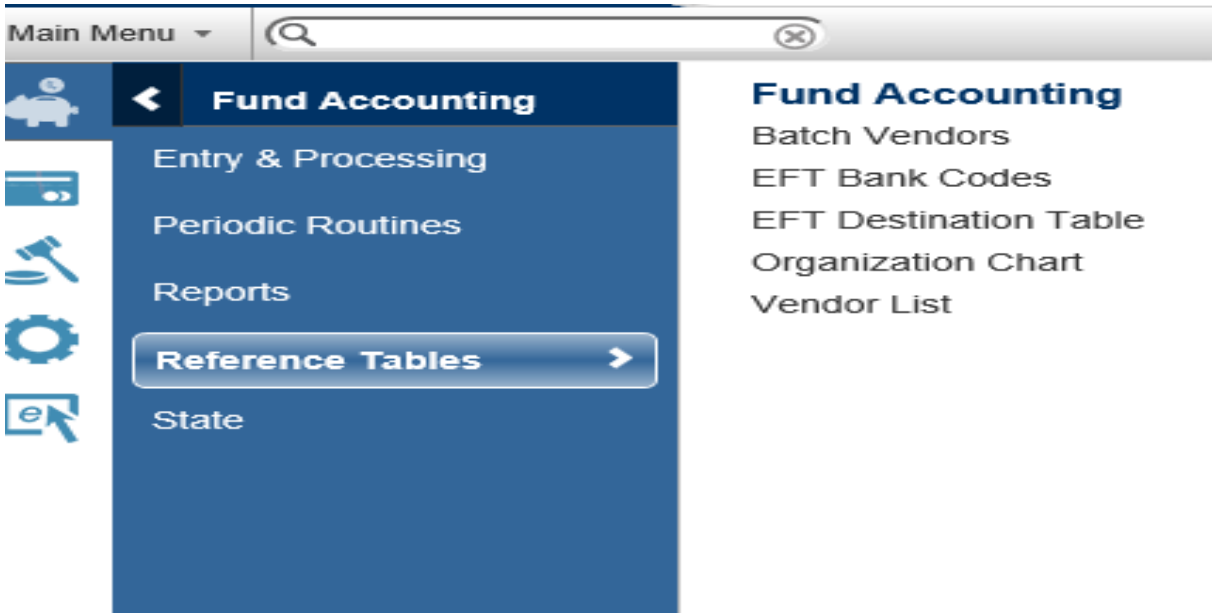 Main Menu
Fund Accounting
Entry & Processing
Periodic Routines
Reports
Reference Tables
State
Fund Accounting
Batch Vendors
EFT Bank Codes
EFT Destination Table
Organization Chart
Vendor List
e